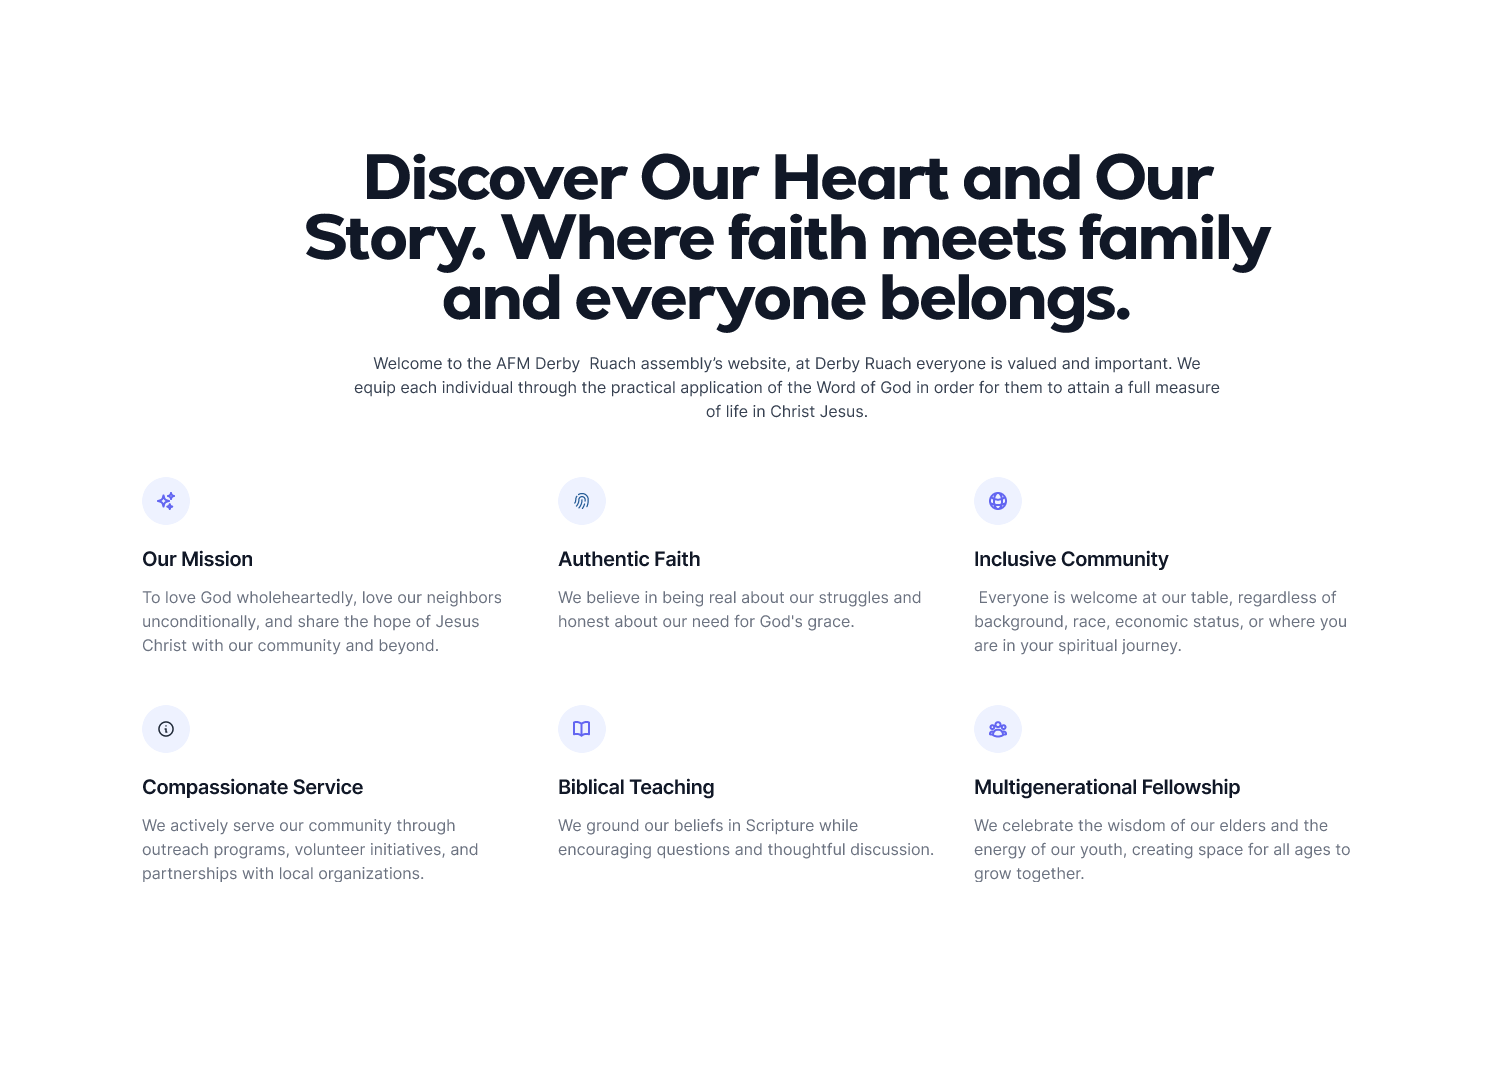 Discover Our Heart and Our
Story. Where faith meets family
and everyone belongs.
Welcome to the AFM Derby  Ruach assembly’s website, at Derby Ruach everyone is valued and important. We
equip each individual through the practical application of the Word of God in order for them to attain a full measure
of life in Christ Jesus.
Our Mission
To love God wholeheartedly, love our neighbors
unconditionally, and share the hope of Jesus
Christ with our community and beyond.
Authentic Faith
We believe in being real about our struggles and
honest about our need for God's grace.
Inclusive Community
Everyone is welcome at our table, regardless of
background, race, economic status, or where you
are in your spiritual journey.
Compassionate Service
We actively serve our community through
outreach programs, volunteer initiatives, and
partnerships with local organizations.
Biblical Teaching
We ground our beliefs in Scripture while
encouraging questions and thoughtful discussion.
Multigenerational Fellowship
We celebrate the wisdom of our elders and the
energy of our youth, creating space for all ages to
grow together.